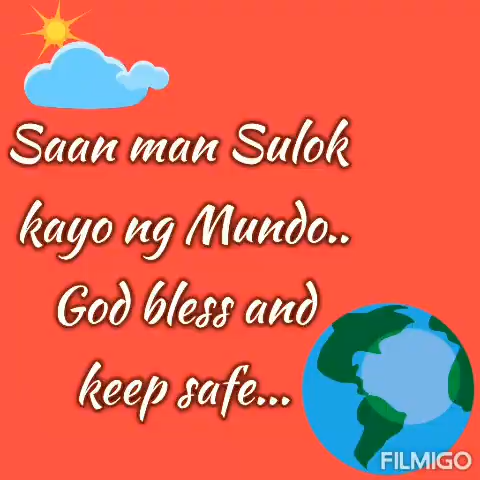 Saan man Sulok
kayo ng Mundo..
God bless and
keep safe...
FILMIGO